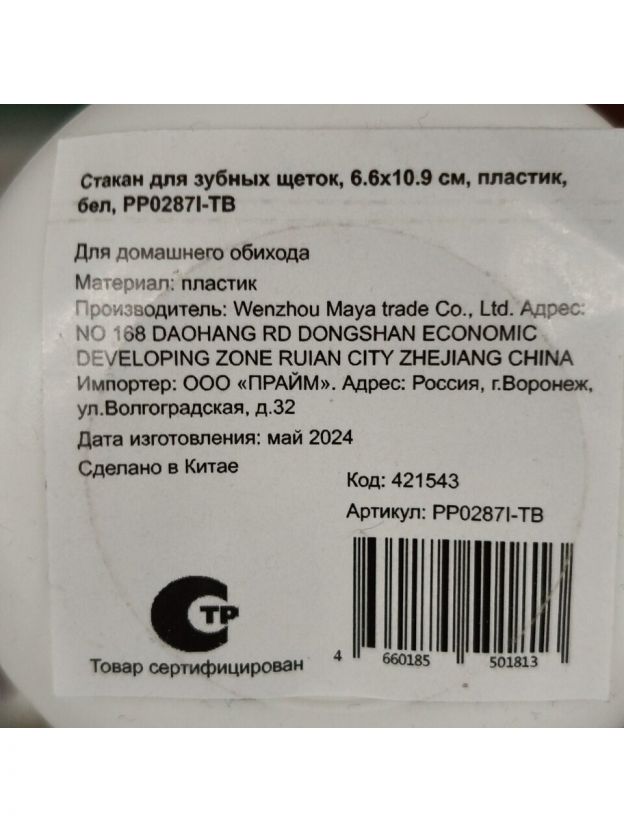 Стакан для зубных щеток, 6.6х10.9 см, пластик,
бел, PP0287I-TB
Для домашнего обихода
Материал: пластик
Производитель: Wenzhou Maya trade Co., Ltd. Адрес:
NO 168 DAOHANG RD DONGSHAN ECONOMIC
DEVELOPING ZONE RUIAN CITY ZHEJIANG CHINA
Импортер: ООО «ПРАЙМ». Адрес: Россия, г.Воронеж,
ул.Волгоградская, д.32
Дата изготовления: май 2024
Сделано в Китае
Код: 421543
Артикул: PP0287I-TB
СТР
Товар сертифицирован
4 660185 501813